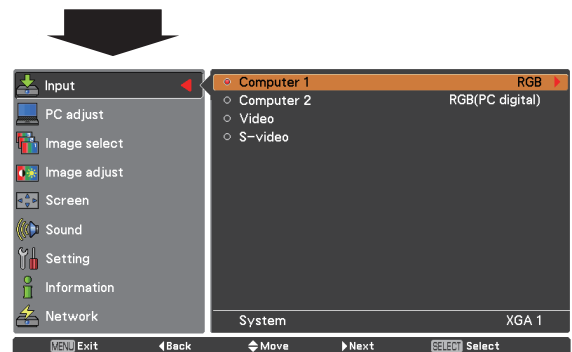 Input
PC adjust
Image select
Image adjust
Screen
Sound
Setting
Information
Network
Computer 1 RGB
Computer 2 RGB(PC digital)
Video
S-video
System XGA 1
MENU Exit Back Move Next SELECT Select